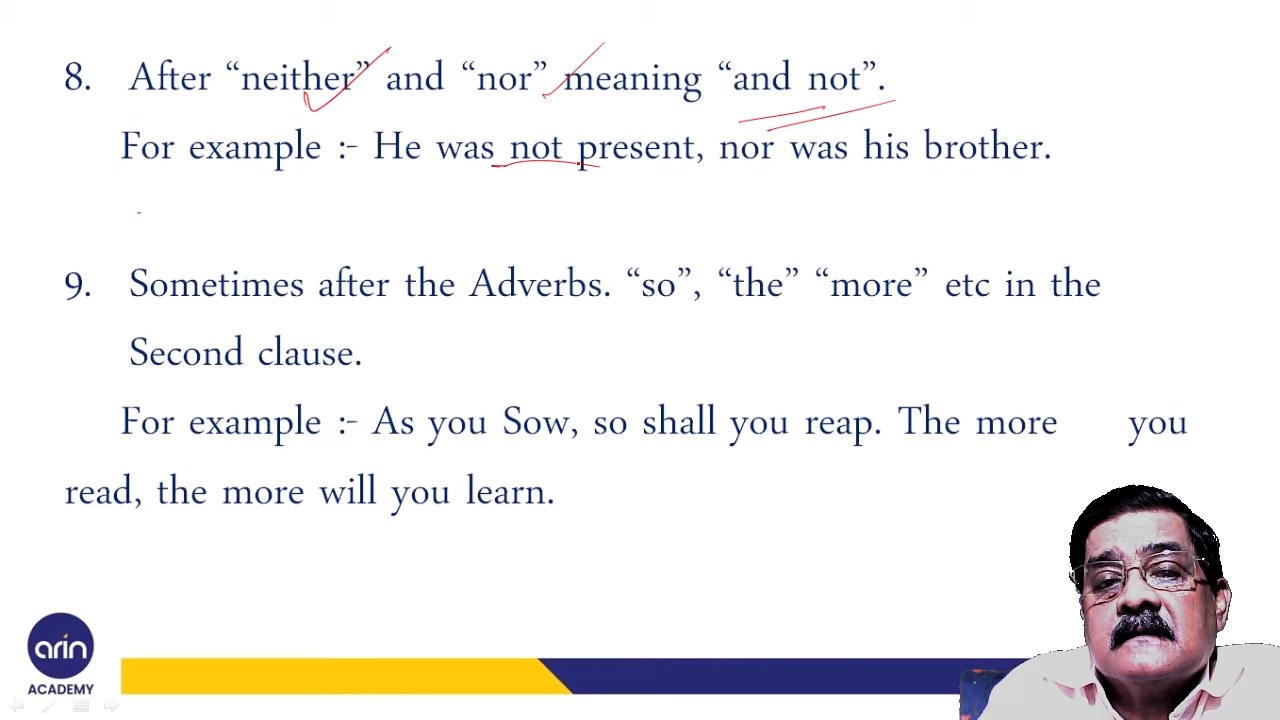 8. After “neither” and “nor” meaning “and not”.
For example :- He was not present, nor was his brother.
9. Sometimes after the Adverbs. “so”, “the” “more” etc in the
Second clause.
For example :- As you Sow, so shall you reap. The more you
read, the more will you learn.
arin
ACADEMY